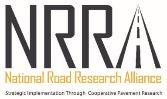 NRRA
National Road Research Alliance
Strategic Implementation Through Cooperative Pavement Research